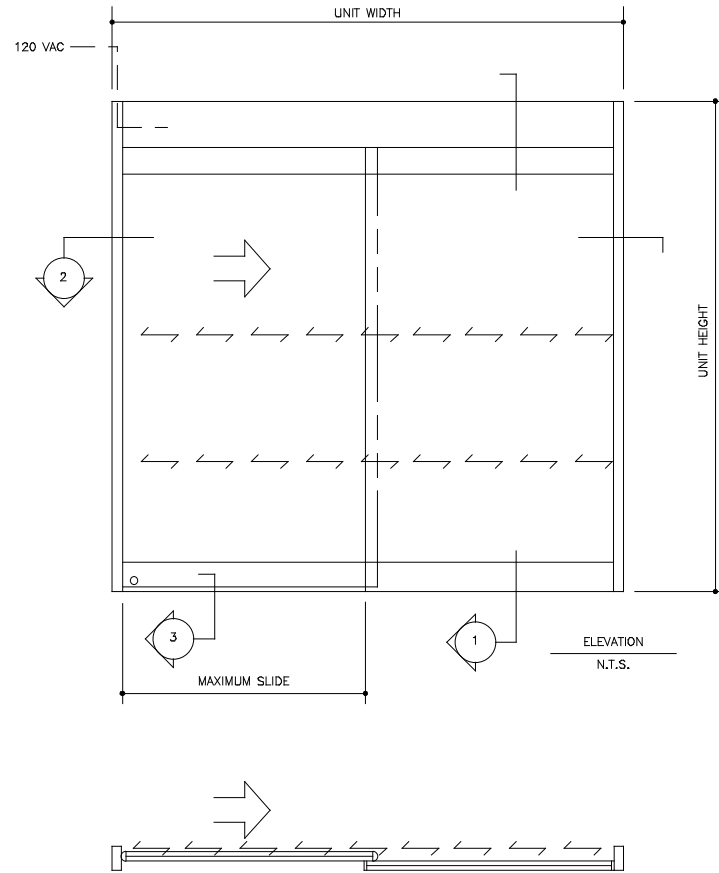 UNIT WIDTH
120 VAC
2
UNIT HEIGHT
3
1
ELEVATION
N.T.S.
MAXIMUM SLIDE